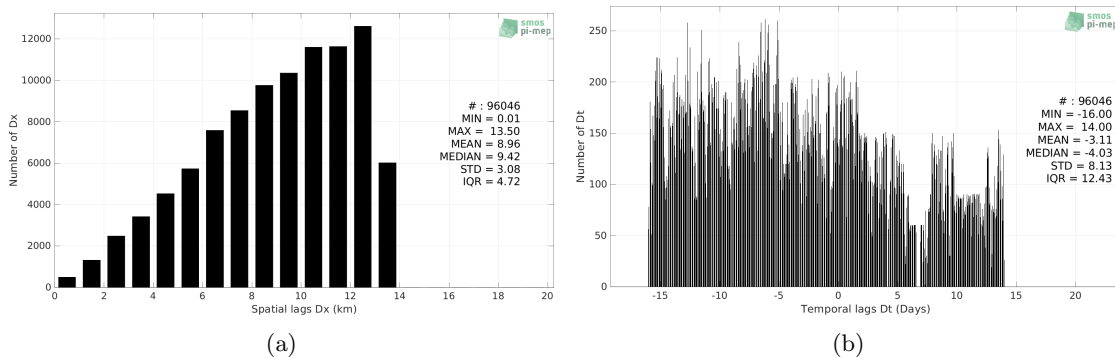 smos
pi-mep
12000
10000
8000
6000
4000
2000
0
Number of Dx
# : 96046
MIN = 0.01
MAX = 13.50
MEAN = 8.96
MEDIAN = 9.42
STD = 3.08
IQR = 4.72
0 2 4 6 8 10 12 14 16 18 20
Spatial lags Dx (km)
(a)
smos
pi-mep
250
200
150
100
50
0
Number of Dt
# : 96046
MIN = -16.00
MAX = 14.00
MEAN = -3.11
MEDIAN = -4.03
STD = 8.13
IQR = 12.43
-15 -10 -5 0 5 10 15 20
Temporal lags Dt (Days)
(b)